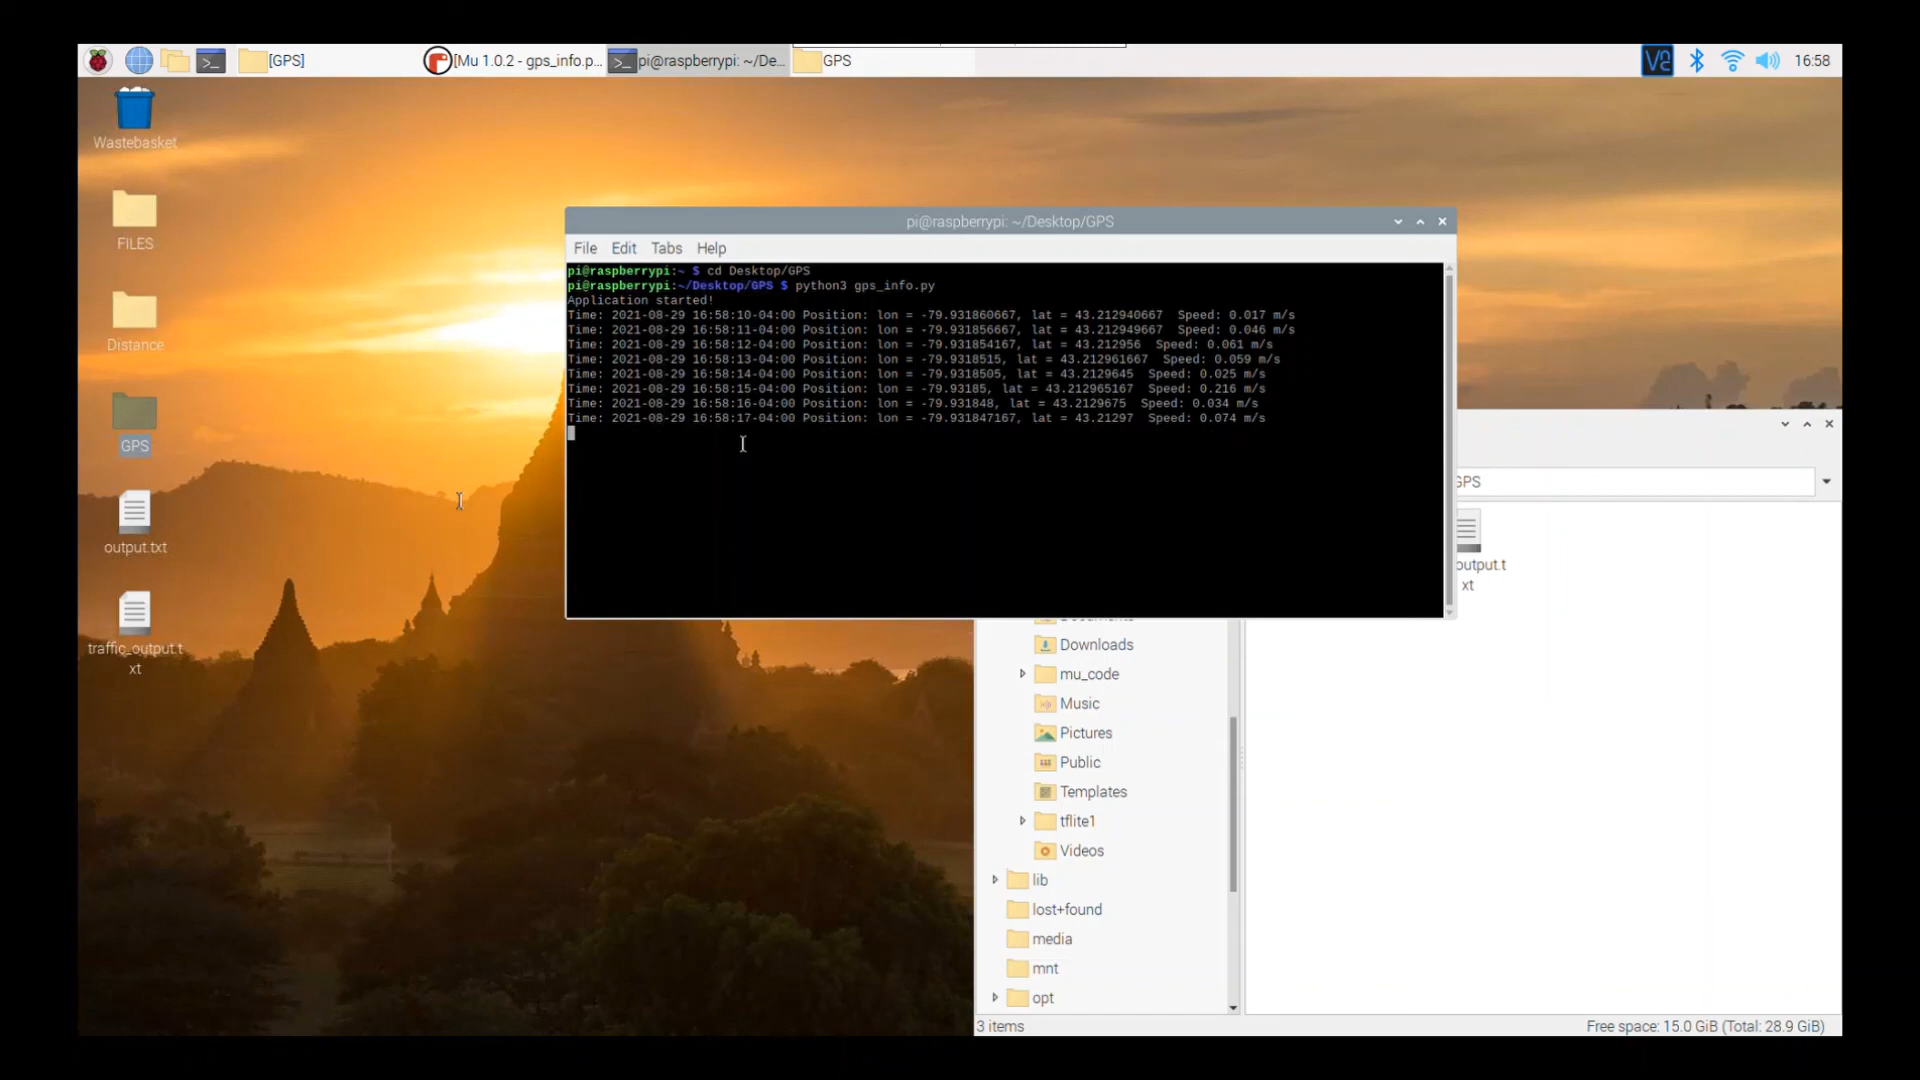 [GPS]
[Mu 1.0.2 - gps_info.p...
pi@raspberrypi: ~/De...
GPS
16:58
Wastebasket
FILES
Distance
GPS
output.txt
traffic_output.t
xt
pi@raspberrypi: ~/Desktop/GPS
File Edit Tabs Help
pi@raspberrypi:~ $ cd Desktop/GPS
pi@raspberrypi:~/Desktop/GPS $ python3 gps_info.py
Application started!
Time: 2021-08-29 16:58:10-04:00 Position: lon = -79.931860667, lat = 43.212940667  Speed: 0.017 m/s
Time: 2021-08-29 16:58:11-04:00 Position: lon = -79.931856667, lat = 43.212949667  Speed: 0.046 m/s
Time: 2021-08-29 16:58:12-04:00 Position: lon = -79.931854167, lat = 43.212956  Speed: 0.061 m/s
Time: 2021-08-29 16:58:13-04:00 Position: lon = -79.9318515, lat = 43.212961667  Speed: 0.059 m/s
Time: 2021-08-29 16:58:14-04:00 Position: lon = -79.9318505, lat = 43.2129645  Speed: 0.025 m/s
Time: 2021-08-29 16:58:15-04:00 Position: lon = -79.93185, lat = 43.212965167  Speed: 0.216 m/s
Time: 2021-08-29 16:58:16-04:00 Position: lon = -79.931848, lat = 43.2129675  Speed: 0.034 m/s
Time: 2021-08-29 16:58:17-04:00 Position: lon = -79.931847167, lat = 43.21297  Speed: 0.074 m/s
GPS
output.t
xt
Documents
Downloads
mu_code
Music
Pictures
Public
Templates
tflite1
Videos
lib
lost+found
media
mnt
opt
3 items
Free space: 15.0 GiB (Total: 28.9 GiB)